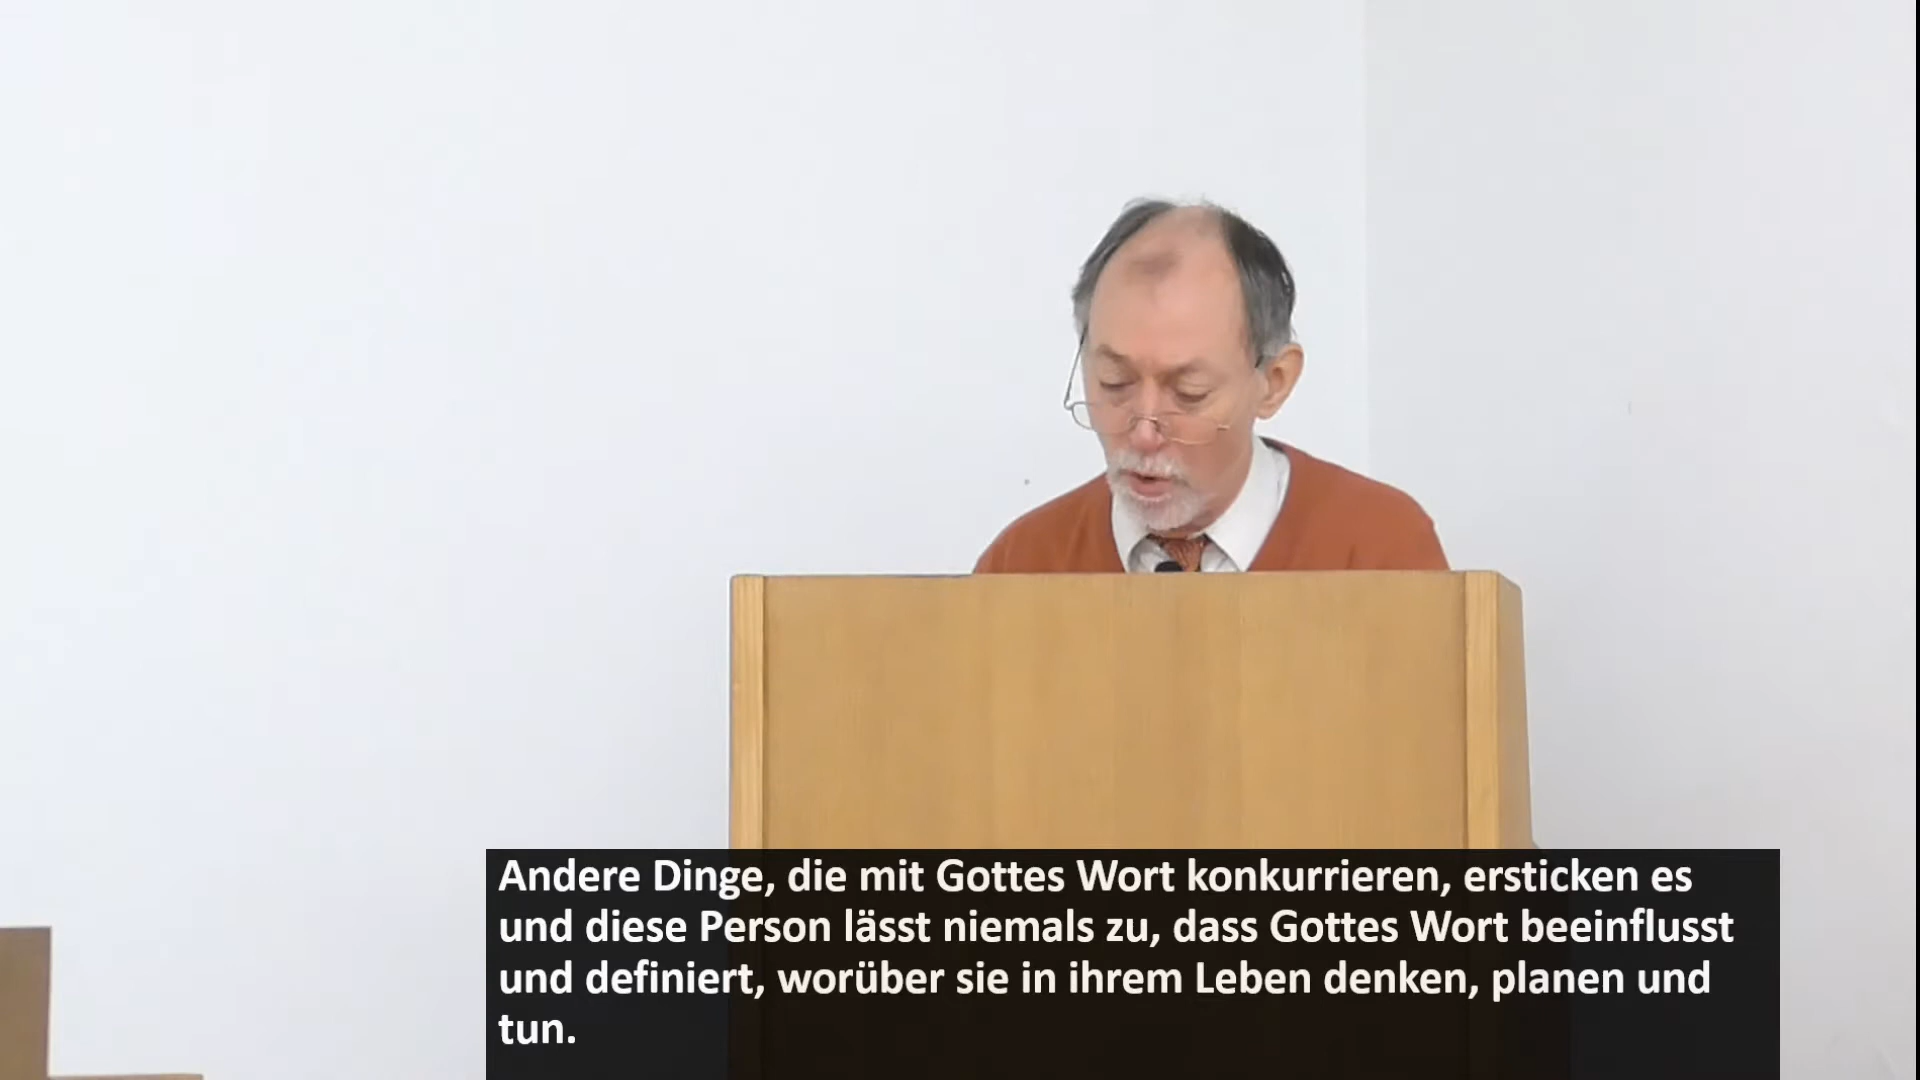 Andere Dinge, die mit Gottes Wort konkurrieren, ersticken es
und diese Person lässt niemals zu, dass Gottes Wort beeinflusst
und definiert, worüber sie in ihrem Leben denken, planen und
tun.